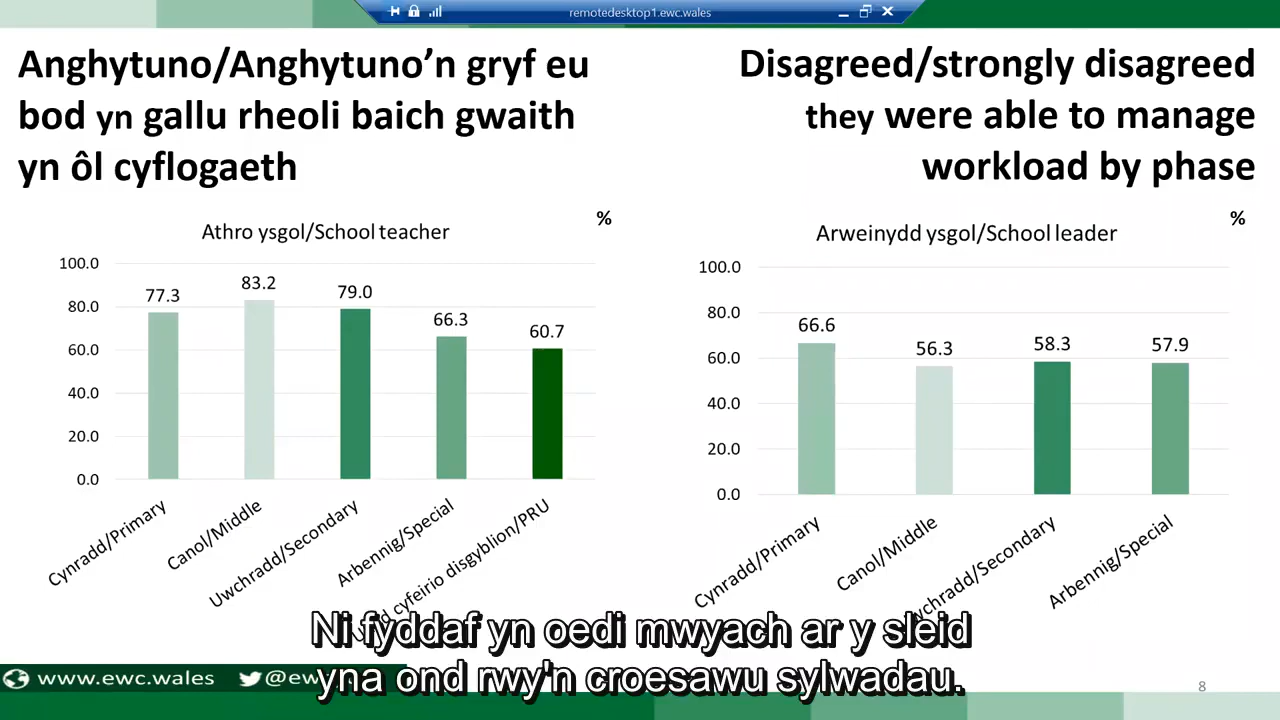 remotedesktop1.ewc.wales
Anghytuno/Anghytuno’n gryf eu
bod yn gallu rheoli baich gwaith
yn ôl cyflogaeth
Disagreed/strongly disagreed
they were able to manage
workload by phase
Athro ysgol/School teacher
%
100.0
80.0
60.0
40.0
20.0
0.0
77.3
83.2
79.0
66.3
60.7
Cynradd/Primary
Canol/Middle
Uwchradd/Secondary
Arbennig/Special
cyfeirio disgyblion/PRU
Arweinydd ysgol/School leader
%
100.0
80.0
60.0
40.0
20.0
0.0
66.6
56.3
58.3
57.9
Cynradd/Primary
Canol/Middle
wchradd/Secondary
Arbennig/Special
Ni fyddaf yn oedi mwyach ar y sleid
yna ond rwy'n croesawu sylwadau.
www.ewc.wales
@ew
8